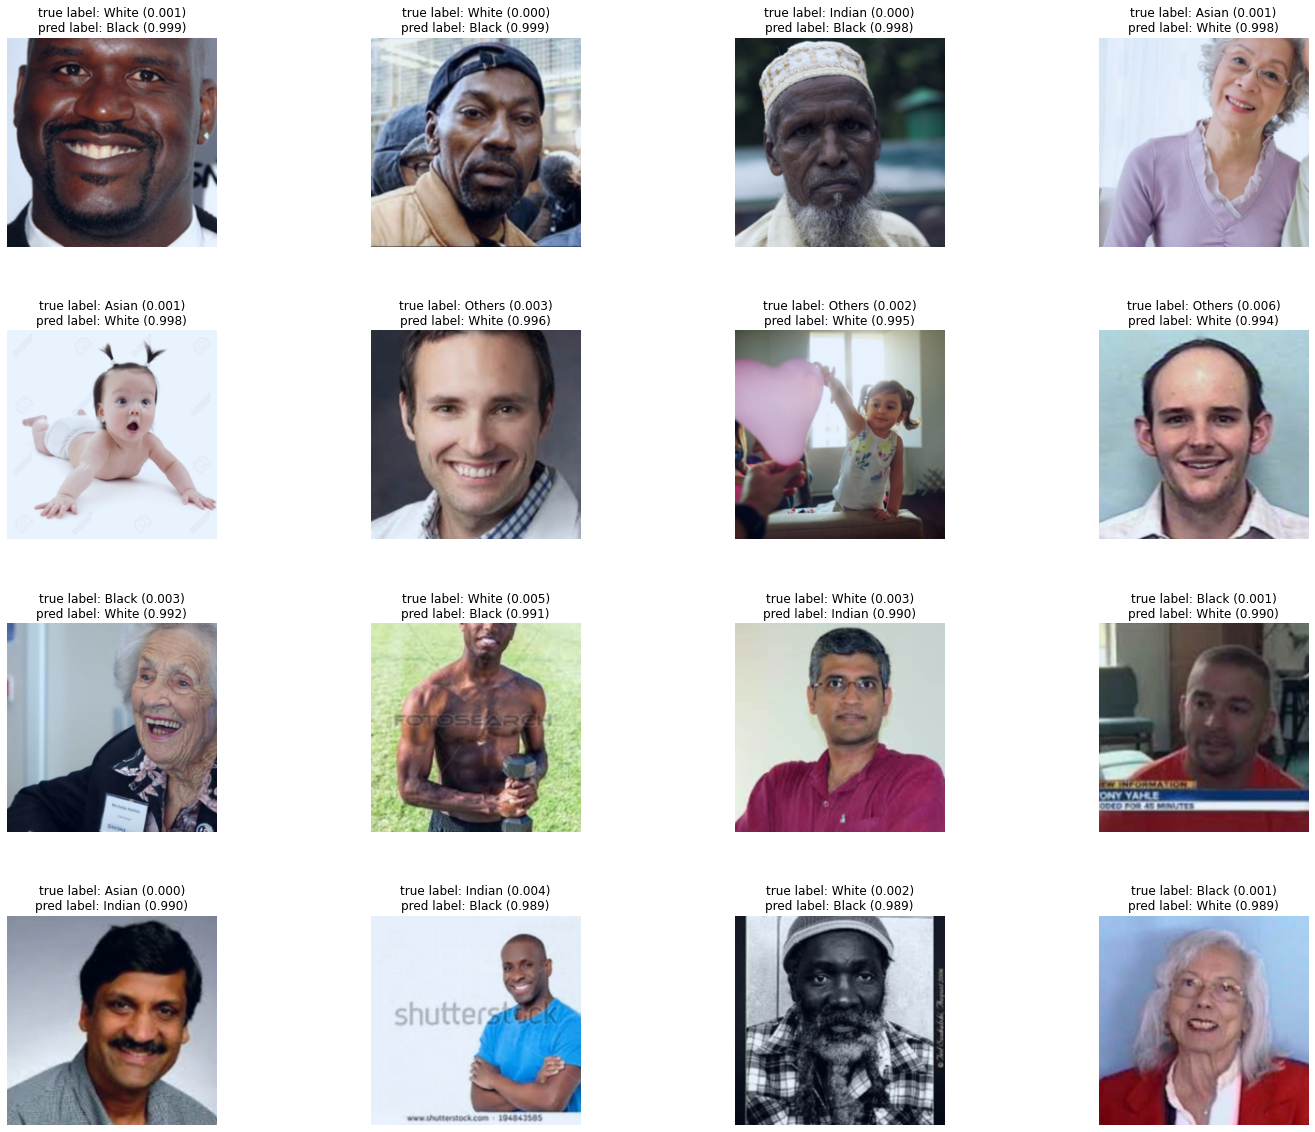 true label: White (0.001)
pred label: Black (0.999)
true label: White (0.000)
pred label: Black (0.999)
true label: Indian (0.000)
pred label: Black (0.998)
true label: Asian (0.001)
pred label: White (0.998)
true label: Asian (0.001)
pred label: White (0.998)
true label: Others (0.003)
pred label: White (0.996)
true label: Others (0.002)
pred label: White (0.995)
true label: Others (0.006)
pred label: White (0.994)
true label: Black (0.003)
pred label: White (0.992)
true label: White (0.005)
pred label: Black (0.991)
FOTOSEARCH
true label: White (0.003)
pred label: Indian (0.990)
true label: Black (0.001)
pred label: White (0.990)
EW INFORMATION
ONY YAHLE
ODED FOR 45 MINUTES
true label: Asian (0.000)
pred label: Indian (0.990)
true label: Indian (0.004)
pred label: Black (0.989)
shutterstock
www.shutterstock.com · 194843585
true label: White (0.002)
pred label: Black (0.989)
true label: Black (0.001)
pred label: White (0.989)